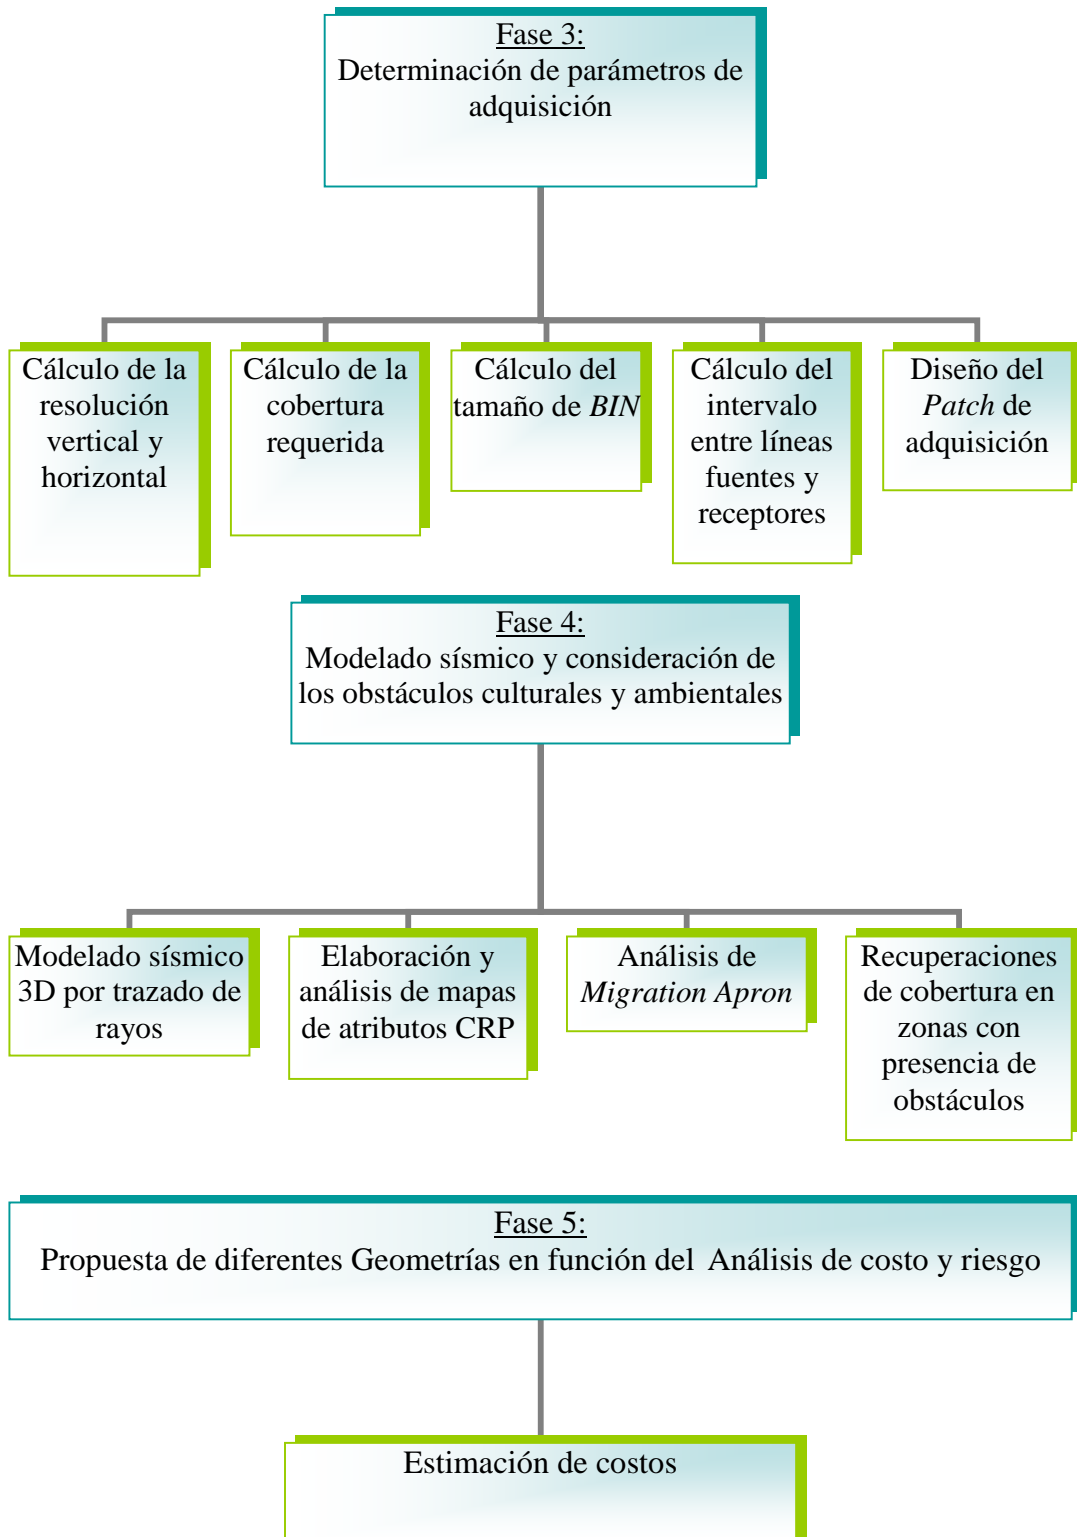 Fase 3:
Determinación de parámetros de
adquisición
Cálculo de la
resolución
vertical y
horizontal
Cálculo de la
cobertura
requerida
Cálculo del
tamaño de BIN
Cálculo del
intervalo
entre líneas
fuentes y
receptores
Diseño del
Patch de
adquisición
Fase 4:
Modelado sísmico y consideración de
los obstáculos culturales y ambientales
Modelado sísmico
3D por trazado de
rayos
Elaboración y
análisis de mapas
de atributos CRP
Análisis de
Migration Apron
Recuperaciones
de cobertura en
zonas con
presencia de
obstáculos
Fase 5:
Propuesta de diferentes Geometrías en función del Análisis de costo y riesgo
Estimación de costos